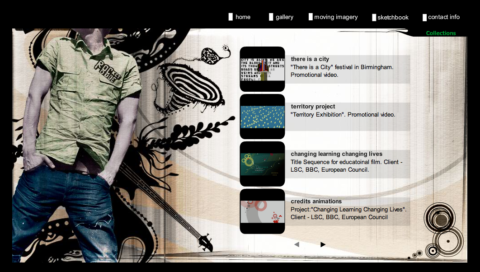 home gallery moving imagery sketchbook contact info
Collections
there is a city
"There is a City" festival in Birmingham.
Promotional video.
territory project
"Territory Exhibition". Promotional video.
changing learning changing lives
Title Sequence for educatoinal film. Client -
LSC, BBC, European Council.
credits animations
Project "Changing Learning Changing Lives".
Client - LSC, BBC, European Council